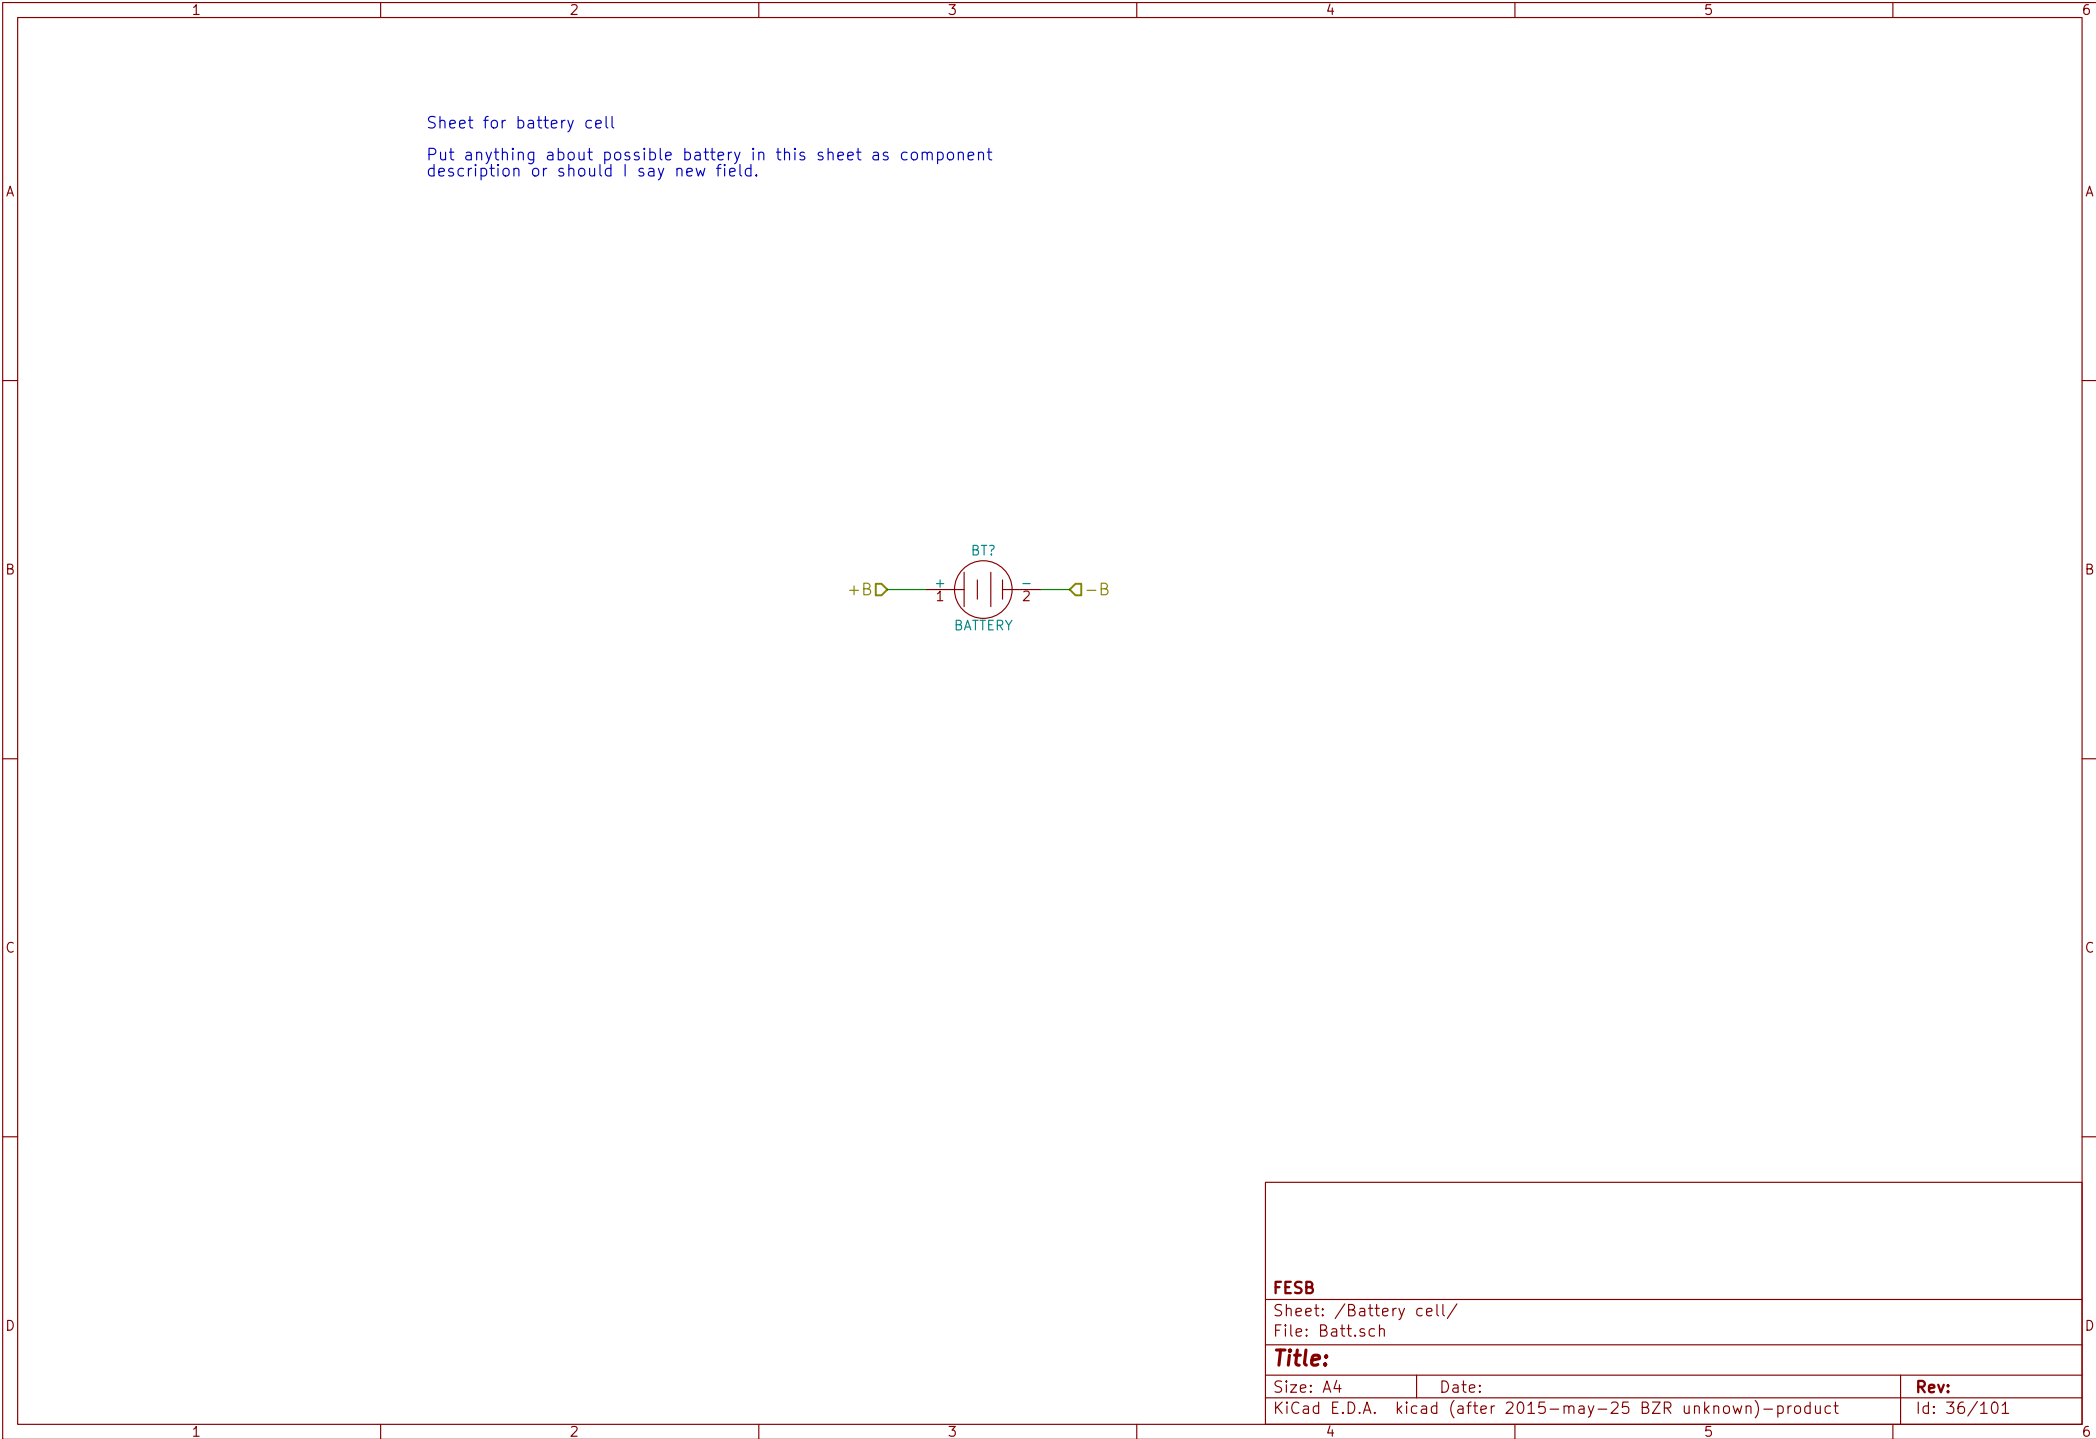 1 2 3 4 5 6
Sheet for battery cell
Put anything about possible battery in this sheet as component
description or should I say new field.
A A
BT?
B B
+B + - -B
1 2
BATTERY
C C
FESB
Sheet: /Battery cell/
File: Batt.sch
D D
Title:
Size: A4 Date: Rev:
KiCad E.D.A. kicad (after 2015-may-25 BZR unknown)-product Id: 36/101
1 2 3 4 5 6